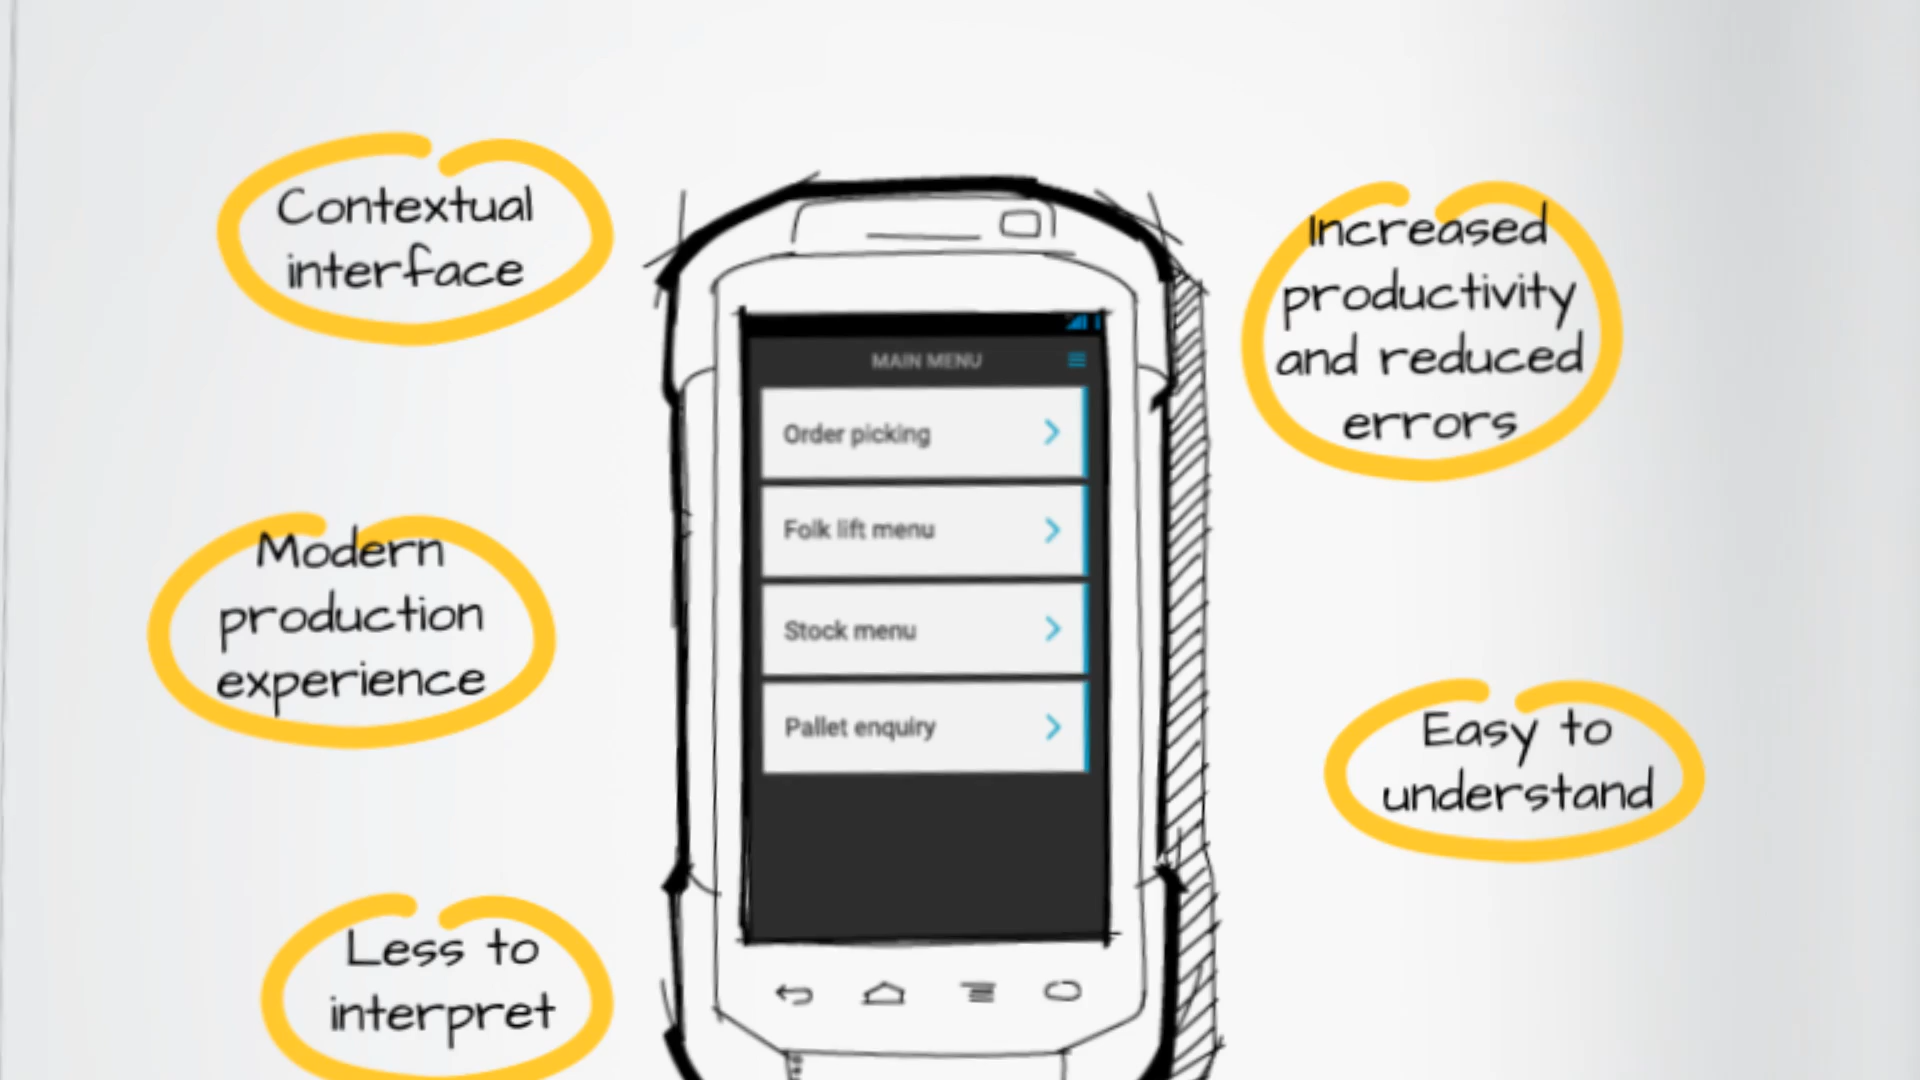 Contextual
interface
Modern
production
experience
Less to
interpret
MAIN MENU
Order picking
Folk lift menu
Stock menu
Pallet enquiry
Increased
productivity
and reduced
errors
Easy to
understand